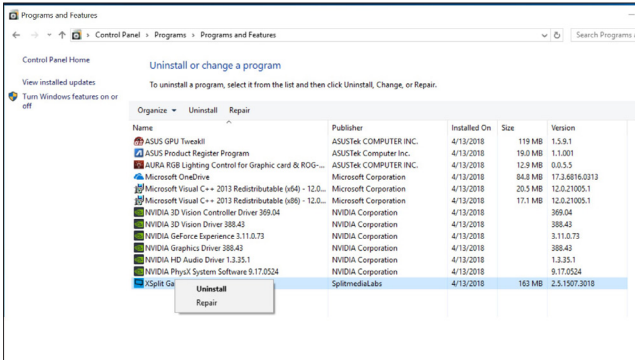 Programs and Features
Control Panel > Programs > Programs and Features
Search Programs
Control Panel Home
View installed updates
Turn Windows features on or
off
Uninstall or change a program
To uninstall a program, select it from the list and then click Uninstall, Change, or Repair.
Organize Uninstall Repair
Name Publisher Installed On Size Version
ASUS GPU TweakII ASUSTek COMPUTER INC. 4/13/2018 119 MB 1.5.9.1
ASUS Product Register Program ASUSTek Computer Inc. 4/13/2018 19.0 MB 1.1.001
AURA RGB Lighting Control for Graphic card & ROG-... ASUSTek COMPUTER INC. 4/13/2018 12.9 MB 0.0.5.5
Microsoft OneDrive Microsoft Corporation 4/13/2018 84.8 MB 17.3.6816.0313
Microsoft Visual C++ 2013 Redistributable (x64) - 12.0... Microsoft Corporation 4/13/2018 20.5 MB 12.0.21005.1
Microsoft Visual C++ 2013 Redistributable (x86) - 12.0... Microsoft Corporation 4/13/2018 17.1 MB 12.0.21005.1
NVIDIA 3D Vision Controller Driver 369.04 NVIDIA Corporation 4/13/2018 369.04
NVIDIA 3D Vision Driver 388.43 NVIDIA Corporation 4/13/2018 388.43
NVIDIA GeForce Experience 3.11.0.73 NVIDIA Corporation 4/13/2018 3.11.0.73
NVIDIA Graphics Driver 388.43 NVIDIA Corporation 4/13/2018 388.43
NVIDIA HD Audio Driver 1.3.35.1 NVIDIA Corporation 4/13/2018 1.3.35.1
NVIDIA PhysX System Software 9.17.0524 NVIDIA Corporation 4/13/2018 9.17.0524
XSplit Ga SplitmediaLabs 4/13/2018 163 MB 2.5.1507.3018
Uninstall
Repair